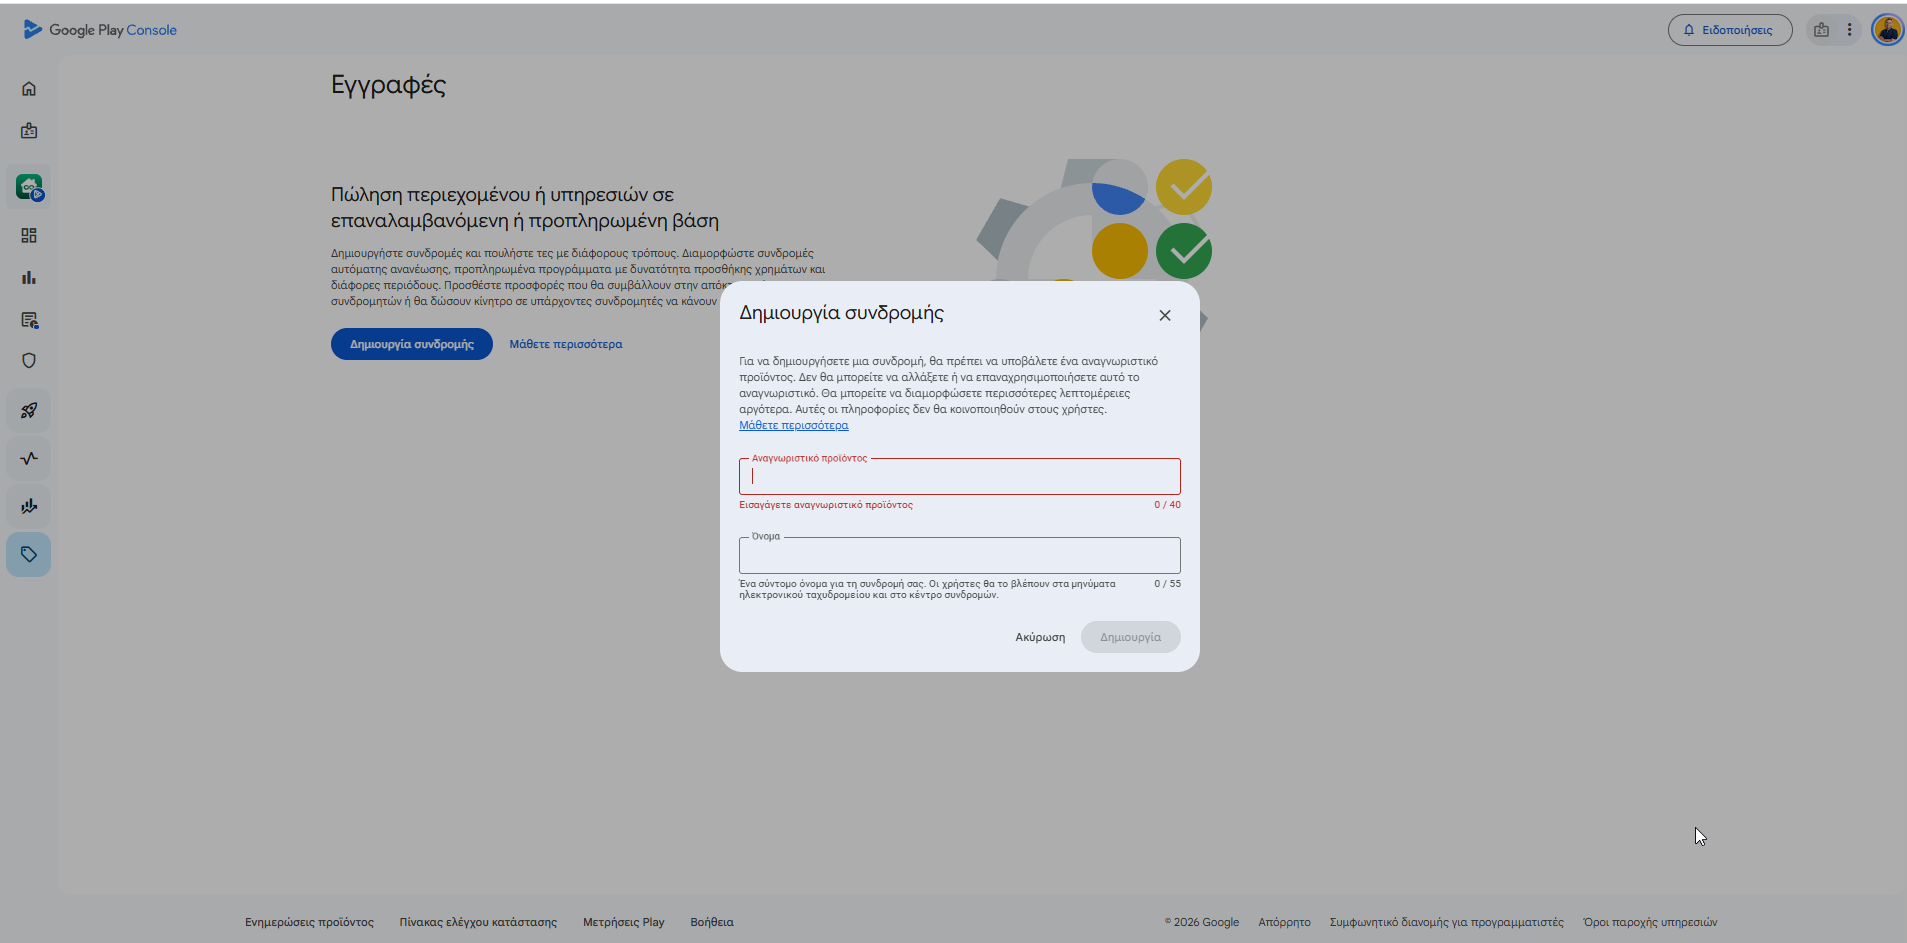 Google Play Console
Ειδοποιήσεις
Εγγραφές
Πώληση περιεχομένου ή υπηρεσιών σε
επαναλαμβανόμενη ή προπληρωμένη βάση
Δημιουργήστε συνδρομές και πουλήστε τες με διάφορους τρόπους. Διαμορφώστε συνδρομές
αυτόματης ανανέωσης, προπληρωμένα προγράμματα με δυνατότητα προσθήκης χρημάτων και
διάφορες περιόδους. Προσθέστε προσφορές που θα συμβάλλουν στην
συνδρομητών ή θα δώσουν κίνητρο σε υπάρχοντες συνδρομητές να κάνουν
Δημιουργία συνδρομής
Μάθετε περισσότερα
Δημιουργία συνδρομής
Για να δημιουργήσετε μια συνδρομή, θα πρέπει να υποβάλετε ένα αναγνωριστικό
προϊόντος. Δεν θα μπορείτε να αλλάξετε ή να επαναχρησιμοποιήσετε αυτό το
αναγνωριστικό. Θα μπορείτε να διαμορφώσετε περισσότερες λεπτομέρειες
αργότερα. Αυτές οι πληροφορίες δεν θα κοινοποιηθούν στους χρήστες.
Μάθετε περισσότερα
Αναγνωριστικό προϊόντος
Εισαγάγετε αναγνωριστικό προϊόντος
0 / 40
Όνομα
Ένα σύντομο όνομα για τη συνδρομή σας. Οι χρήστες θα το βλέπουν στα μηνύματα
ηλεκτρονικού ταχυδρομείου και στο κέντρο συνδρομών.
0 / 55
Ακύρωση
Δημιουργία
Ενημερώσεις προϊόντος
Πίνακας ελέγχου κατάστασης
Μετρήσεις Play
Βοήθεια
© 2026 Google
Απόρρητο
Συμφωνητικό διανομής για προγραμματιστές
Όροι παροχής υπηρεσιών